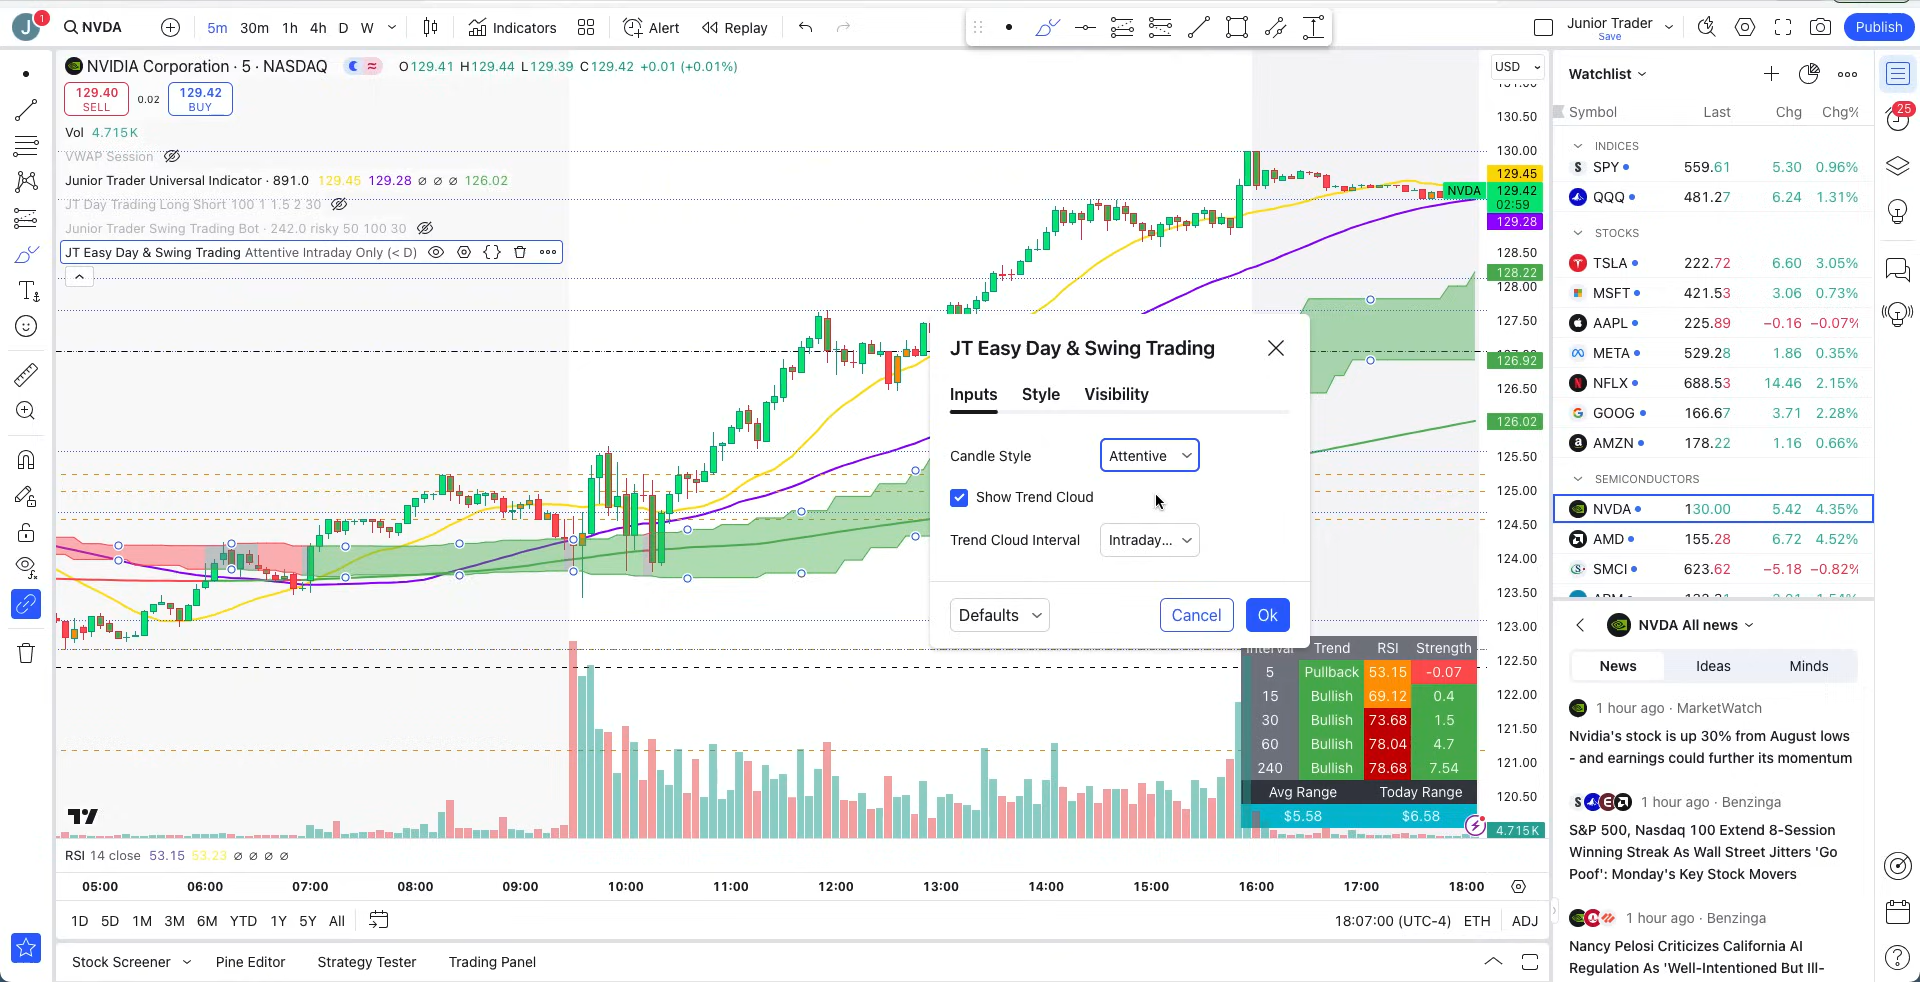 J 1 NVDA 5m 30m 1h 4h D W Indicators Alert Replay Junior Trader Save Publish
NVIDIA Corporation · 5 · NASDAQ O129.41 H129.44 L129.39 C129.42 +0.01 (+0.01%) USD
129.40 SELL 0.02 129.42 BUY
Vol 4.715K
VWAP Session
Junior Trader Universal Indicator · 891.0 129.45 129.28 ∅ ∅ ∅ 126.02
JT Day Trading Long Short 100 1 1.5 2 30
Junior Trader Swing Trading Bot · 242.0 risky 50 100 30
JT Easy Day & Swing Trading Attentive Intraday Only (< D)
130.50
130.00
129.45
NVDA 129.42
02:59
129.28
128.50
128.22
128.00
127.50
126.92
126.50
126.02
125.50
125.00
124.50
124.00
123.50
123.00
122.50
122.00
121.50
121.00
120.50
4.715K
JT Easy Day & Swing Trading
Inputs Style Visibility
Candle Style Attentive
Show Trend Cloud
Trend Cloud Interval Intraday...
Defaults Cancel Ok
Interval Trend RSI Strength
5 Pullback 53.15 -0.07
15 Bullish 69.12 0.4
30 Bullish 73.68 1.5
60 Bullish 78.04 4.7
240 Bullish 78.68 7.54
Avg Range Today Range
$5.58 $6.58
RSI 14 close 53.15 53.23 ∅ ∅ ∅ ∅
05:00 06:00 07:00 08:00 09:00 10:00 11:00 12:00 13:00 14:00 15:00 16:00 17:00 18:00
1D 5D 1M 3M 6M YTD 1Y 5Y All 18:07:00 (UTC-4) ETH ADJ
Stock Screener Pine Editor Strategy Tester Trading Panel
Watchlist
25
Symbol Last Chg Chg%
INDICES
SPY 559.61 5.30 0.96%
QQQ 481.27 6.24 1.31%
STOCKS
TSLA 222.72 6.60 3.05%
MSFT 421.53 3.06 0.73%
AAPL 225.89 −0.16 −0.07%
META 529.28 1.86 0.35%
NFLX 688.53 14.46 2.15%
GOOG 166.67 3.71 2.28%
AMZN 178.22 1.16 0.66%
SEMICONDUCTORS
NVDA 130.00 5.42 4.35%
AMD 155.28 6.72 4.52%
SMCI 623.62 −5.18 −0.82%
NVDA All news
News Ideas Minds
1 hour ago · MarketWatch
Nvidia's stock is up 30% from August lows
- and earnings could further its momentum
1 hour ago · Benzinga
S&P 500, Nasdaq 100 Extend 8-Session
Winning Streak As Wall Street Jitters 'Go
Poof': Monday's Key Stock Movers
1 hour ago · Benzinga
Nancy Pelosi Criticizes California AI
Regulation As 'Well-Intentioned But Ill-